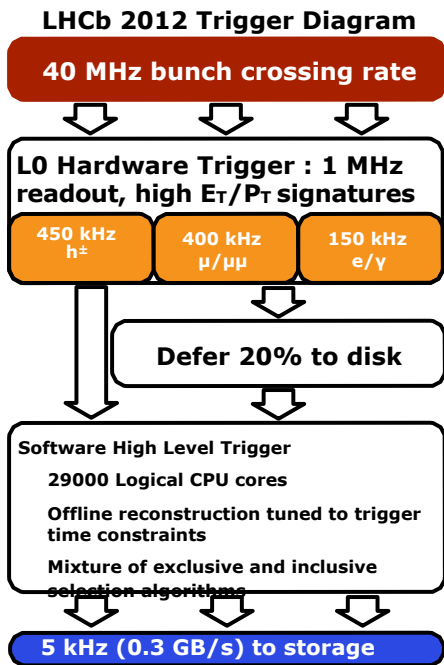 LHCb 2012 Trigger Diagram
40 MHz bunch crossing rate
L0 Hardware Trigger : 1 MHz
readout, high ET/PT signatures
450 kHz
h±
400 kHz
μ/μμ
150 kHz
e/γ
Defer 20% to disk
Software High Level Trigger
29000 Logical CPU cores
Offline reconstruction tuned to trigger
time constraints
Mixture of exclusive and inclusive
selection algorithms
5 kHz (0.3 GB/s) to storage